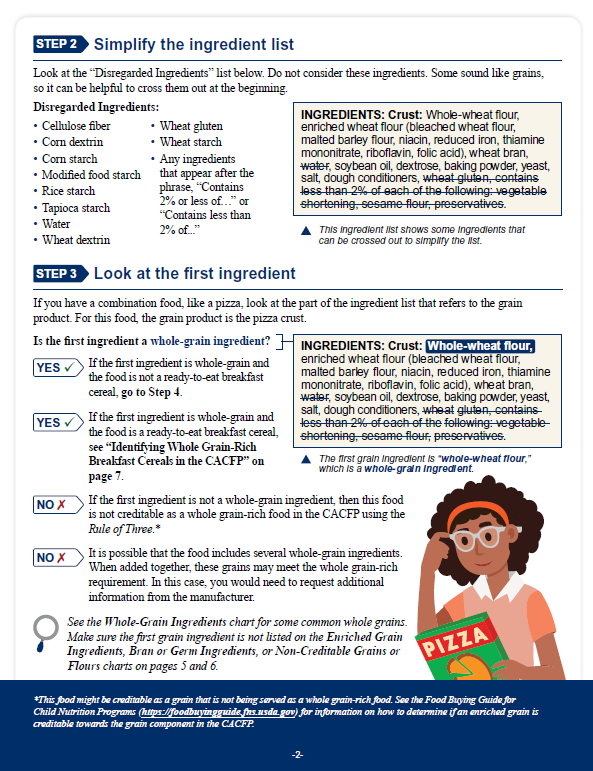 STEP 2 Simplify the ingredient list
Look at the “Disregarded Ingredients” list below. Do not consider these ingredients. Some sound like grains,
so it can be helpful to cross them out at the beginning.
Disregarded Ingredients:
• Cellulose fiber
• Corn dextrin
• Corn starch
• Modified food starch
• Rice starch
• Tapioca starch
• Water
• Wheat dextrin
• Wheat gluten
• Wheat starch
• Any ingredients
that appear after the
phrase, “Contains
2% or less of…” or
“Contains less than
2% of...”
INGREDIENTS: Crust: Whole-wheat flour,
enriched wheat flour (bleached wheat flour,
malted barley flour, niacin, reduced iron, thiamine
mononitrate, riboflavin, folic acid), wheat bran,
water, soybean oil, dextrose, baking powder, yeast,
salt, dough conditioners, wheat gluten, contains
less than 2% of each of the following: vegetable
shortening, sesame flour, preservatives.
This ingredient list shows some ingredients that
can be crossed out to simplify the list.
STEP 3 Look at the first ingredient
If you have a combination food, like a pizza, look at the part of the ingredient list that refers to the grain
product. For this food, the grain product is the pizza crust.
Is the first ingredient a whole-grain ingredient?
YES ✓ If the first ingredient is whole-grain and
the food is not a ready-to-eat breakfast
cereal, go to Step 4.
YES ✓ If the first ingredient is whole-grain and
the food is a ready-to-eat breakfast cereal,
see “Identifying Whole Grain-Rich
Breakfast Cereals in the CACFP” on
page 7.
INGREDIENTS: Crust: Whole-wheat flour,
enriched wheat flour (bleached wheat flour,
malted barley flour, niacin, reduced iron, thiamine
mononitrate, riboflavin, folic acid), wheat bran,
water, soybean oil, dextrose, baking powder, yeast,
salt, dough conditioners, wheat gluten, contains
less than 2% of each of the following: vegetable
shortening, sesame flour, preservatives.
The first grain ingredient is “whole-wheat flour,”
which is a whole-grain ingredient.
NO ✗ If the first ingredient is not a whole-grain ingredient, then this food
is not creditable as a whole grain-rich food in the CACFP using the
Rule of Three.*
NO ✗ It is possible that the food includes several whole-grain ingredients.
When added together, these grains may meet the whole grain-rich
requirement. In this case, you would need to request additional
information from the manufacturer.
See the Whole-Grain Ingredients chart for some common whole grains.
Make sure the first grain ingredient is not listed on the Enriched Grain
Ingredients, Bran or Germ Ingredients, or Non-Creditable Grains or
Flours charts on pages 5 and 6.
PIZZA
*This food might be creditable as a grain that is not being served as a whole grain-rich food. See the Food Buying Guide for
Child Nutrition Programs (https://foodbuyingguide.fns.usda.gov) for information on how to determine if an enriched grain is
creditable towards the grain component in the CACFP.
-2-